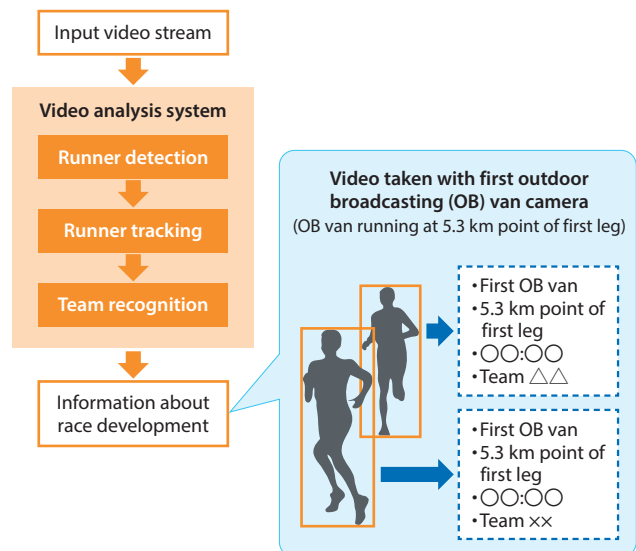 Input video stream
Video analysis system
Runner detection
Runner tracking
Team recognition
Information about
race development
Video taken with first outdoor
broadcasting (OB) van camera
(OB van running at 5.3 km point of first leg)
・First OB van
・5.3 km point of
first leg
・〇〇:〇〇
・Team △△
・First OB van
・5.3 km point of
first leg
・〇〇:〇〇
・Team ××